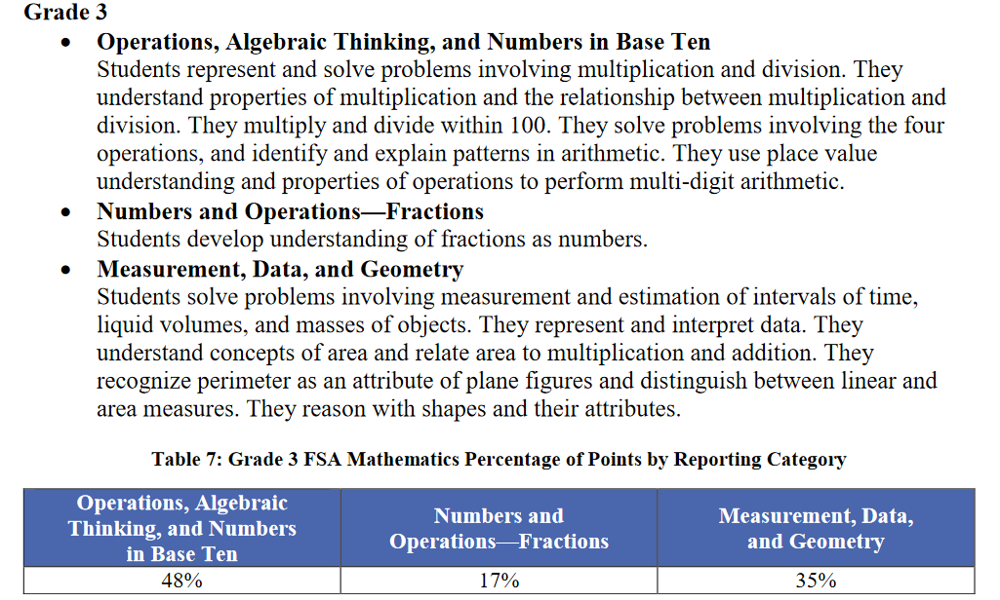 Grade 3
• Operations, Algebraic Thinking, and Numbers in Base Ten
Students represent and solve problems involving multiplication and division. They
understand properties of multiplication and the relationship between multiplication and
division. They multiply and divide within 100. They solve problems involving the four
operations, and identify and explain patterns in arithmetic. They use place value
understanding and properties of operations to perform multi-digit arithmetic.
• Numbers and Operations—Fractions
Students develop understanding of fractions as numbers.
• Measurement, Data, and Geometry
Students solve problems involving measurement and estimation of intervals of time,
liquid volumes, and masses of objects. They represent and interpret data. They
understand concepts of area and relate area to multiplication and addition. They
recognize perimeter as an attribute of plane figures and distinguish between linear and
area measures. They reason with shapes and their attributes.
Table 7: Grade 3 FSA Mathematics Percentage of Points by Reporting Category
Operations, Algebraic
Thinking, and Numbers
in Base Ten
Numbers and
Operations—Fractions
Measurement, Data,
and Geometry
48%
17%
35%